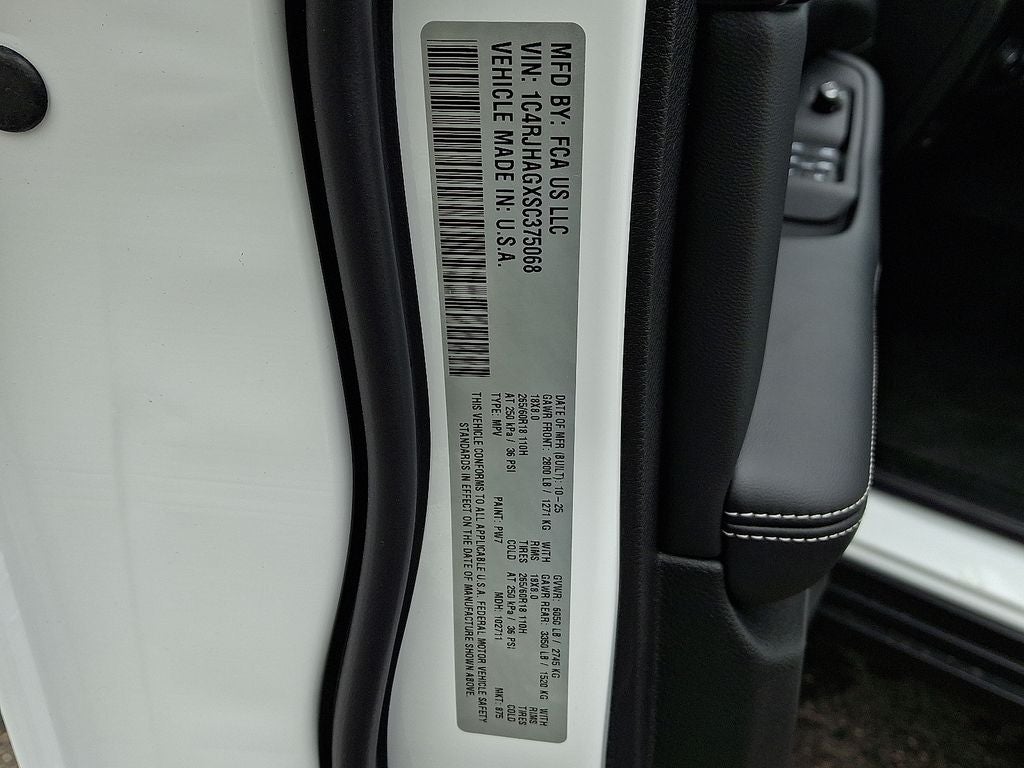 MFD BY: FCA US LLC
VIN: 1C4RJHAGXSC375068
VEHICLE MADE IN: U.S.A.
DATE OF MFR (BUILT): 10-25 GVWR: 6050 LB / 2745 KG
GAWR FRONT: 2800 LB / 1271 KG WITH GAWR REAR: 3350 LB / 1520 KG WITH
18X8.0 RIMS 18X8.0 RIMS
265/60R18 110H TIRES 265/60R18 110H TIRES
AT 250 kPa / 36 PSI COLD AT 250 kPa / 36 PSI COLD
TYPE: MPV PAINT: PW7 MDH: 102711 MKT: 875
THIS VEHICLE CONFORMS TO ALL APPLICABLE U.S.A. FEDERAL MOTOR VEHICLE SAFETY
STANDARDS IN EFFECT ON THE DATE OF MANUFACTURE SHOWN ABOVE.